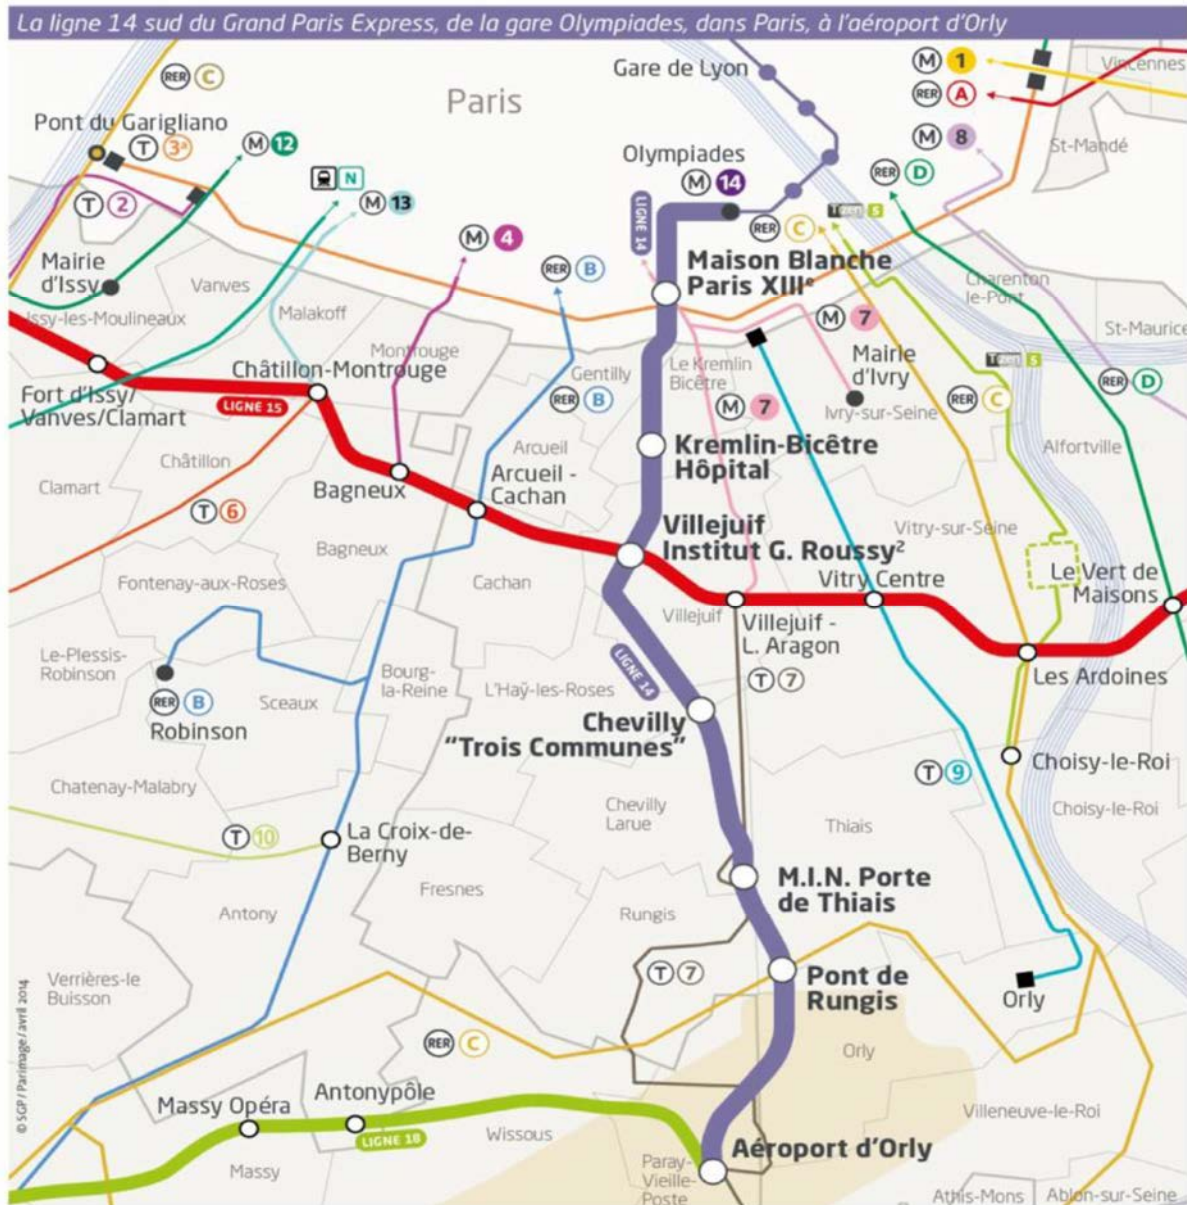 La ligne 14 sud du Grand Paris Express, de la gare Olympiades, dans Paris, à l'aéroport d'Orly
RER C
Gare de Lyon
M 1
Vincennes
RER A
Paris
Pont du Garigliano
T 3a
M 12
M 8
St-Mandé
Olympiades
M 14
RER D
N
T 2
M 13
LIGNE 14
RER C
Tzen 5
M 4
Mairie
d'Issy
Vanves
RER B
Maison Blanche
Paris XIIIe
Charenton
le-Pont
Issy-les-Moulineaux
Malakoff
M 7
St-Maurice
Montrouge
Châtillon-Montrouge
Gentilly
Le Kremlin
Bicêtre
Mairie
d'Ivry
Tzen 5
RER D
Fort d'Issy/
Vanves/Clamart
LIGNE 15
RER B
M 7
Ivry-sur-Seine
RER C
Châtillon
Arcueil
Kremlin-Bicêtre
Hôpital
Alfortville
Clamart
Bagneux
Arcueil -
Cachan
T 6
Villejuif
Institut G. Roussy2
Vitry-sur-Seine
Bagneux
Fontenay-aux-Roses
Cachan
Vitry Centre
Le Vert de
Maisons
Villejuif
Villejuif -
L. Aragon
Le-Plessis-
Robinson
Bourg-
la-Reine
LIGNE 14
T 7
Les Ardoines
RER B
Sceaux
L'Haÿ-les-Roses
Robinson
Chevilly
"Trois Communes"
Choisy-le-Roi
T 9
Chatenay-Malabry
Chevilly
Larue
Choisy-le-Roi
T 10
La Croix-de-
Berny
Thiais
M.I.N. Porte
de Thiais
Fresnes
Antony
Rungis
Verrières-le
Buisson
T 7
Pont de
Rungis
Orly
RER C
Orly
© SGP / Parimage / avril 2014
Massy Opéra
Antonypôle
LIGNE 18
Wissous
Villeneuve-le-Roi
Massy
Aéroport d'Orly
Paray-
Vieille-
Poste
Athis-Mons
Ablon-sur-Seine